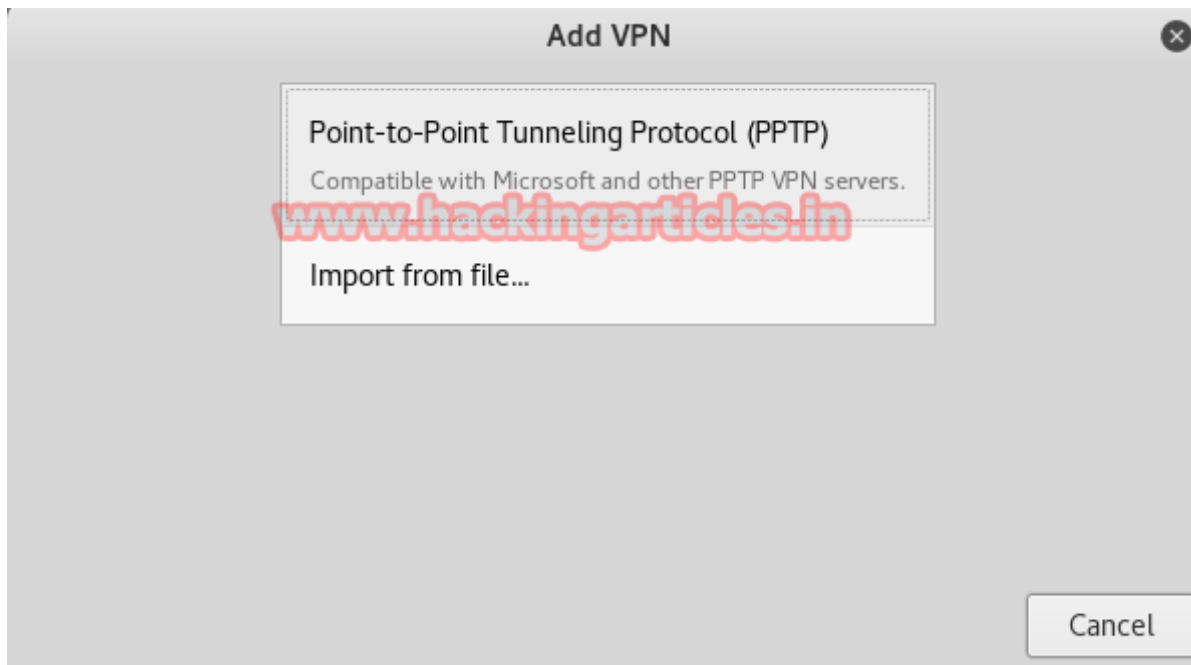 Add VPN
Point-to-Point Tunneling Protocol (PPTP)
Compatible with Microsoft and other PPTP VPN servers.
www.hackingarticles.in
Import from file...
Cancel